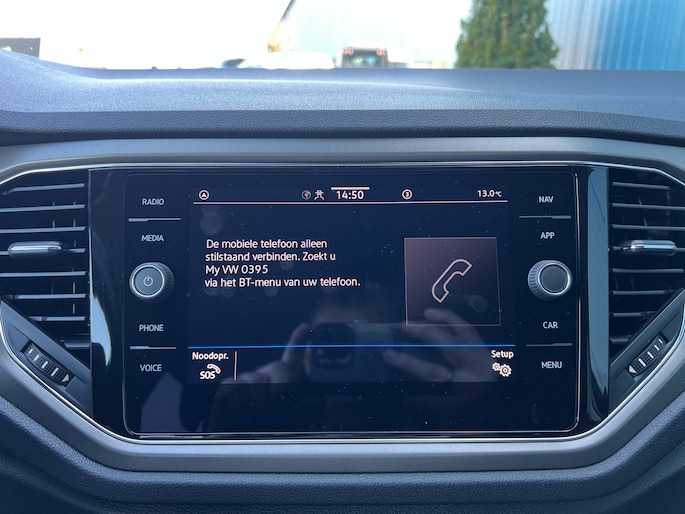 RADIO
MEDIA
PHONE
VOICE
14:50
3
13.0°C
De mobiele telefoon alleen
stilstaand verbinden. Zoekt u
My VW 0395
via het BT-menu van uw telefoon.
Noodopr.
SOS
Setup
NAV
APP
CAR
MENU